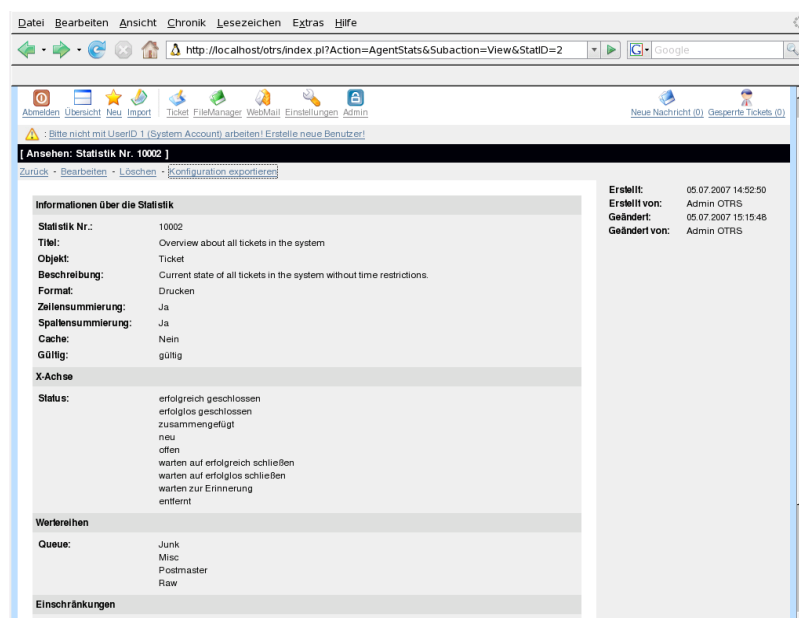 Datei Bearbeiten Ansicht Chronik Lesezeichen Extras Hilfe
http://localhost/otrs/index.pl?Action=AgentStats&Subaction=View&StatID=2
G Google
Abmelden Übersicht Neu Import Ticket FileManager WebMail Einstellungen Admin Neue Nachricht (0) Gesperrte Tickets (0)
: Bitte nicht mit UserID 1 (System Account) arbeiten! Erstelle neue Benutzer!
[ Ansehen: Statistik Nr. 10002 ]
Zurück - Bearbeiten - Löschen - Konfiguration exportieren
Informationen über die Statistik
Statistik Nr.: 10002
Titel: Overview about all tickets in the system
Objekt: Ticket
Beschreibung: Current state of all tickets in the system without time restrictions.
Format: Drucken
Zeilensummierung: Ja
Spaltensummierung: Ja
Cache: Nein
Gültig: gültig
X-Achse
Status: erfolgreich geschlossen
erfolglos geschlossen
zusammengefügt
neu
offen
warten auf erfolgreich schließen
warten auf erfolglos schließen
warten zur Erinnerung
entfernt
Wertereihen
Queue: Junk
Misc
Postmaster
Raw
Einschränkungen
Erstellt: 05.07.2007 14:52:50
Erstellt von: Admin OTRS
Geändert: 05.07.2007 15:15:48
Geändert von: Admin OTRS